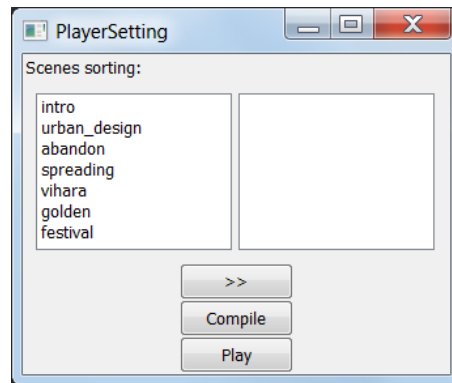 PlayerSetting
Scenes sorting:
intro
urban_design
abandon
spreading
vihara
golden
festival
>>
Compile
Play